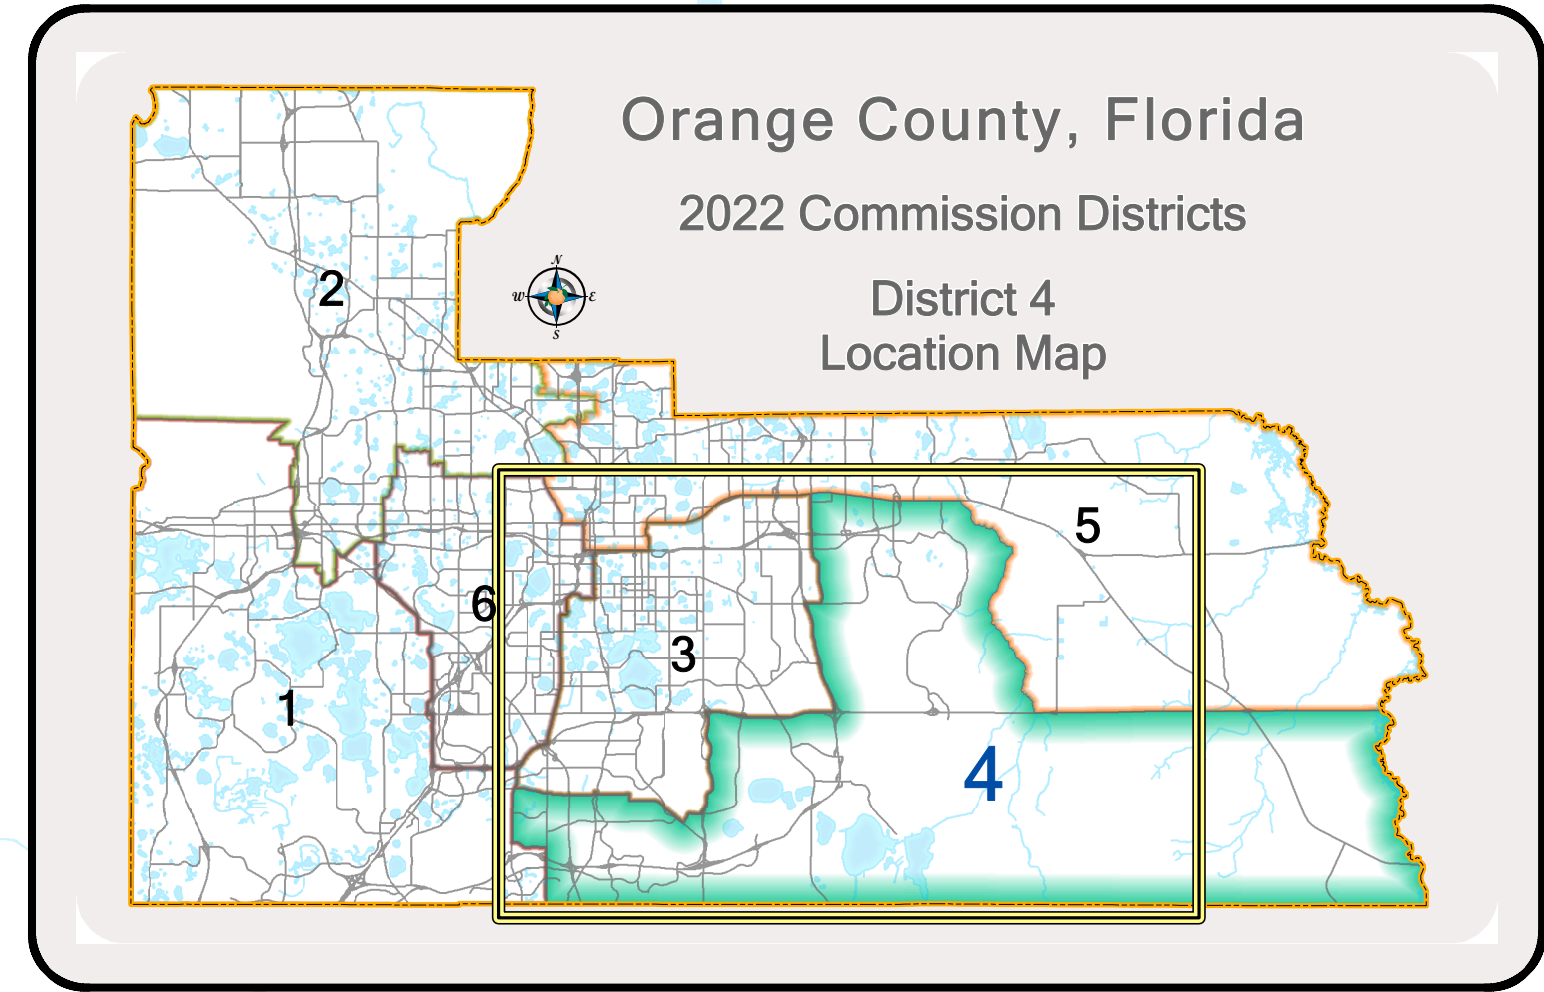 Orange County, Florida
2022 Commission Districts
District 4
Location Map
N
W E
S
2
5
6
3
1
4